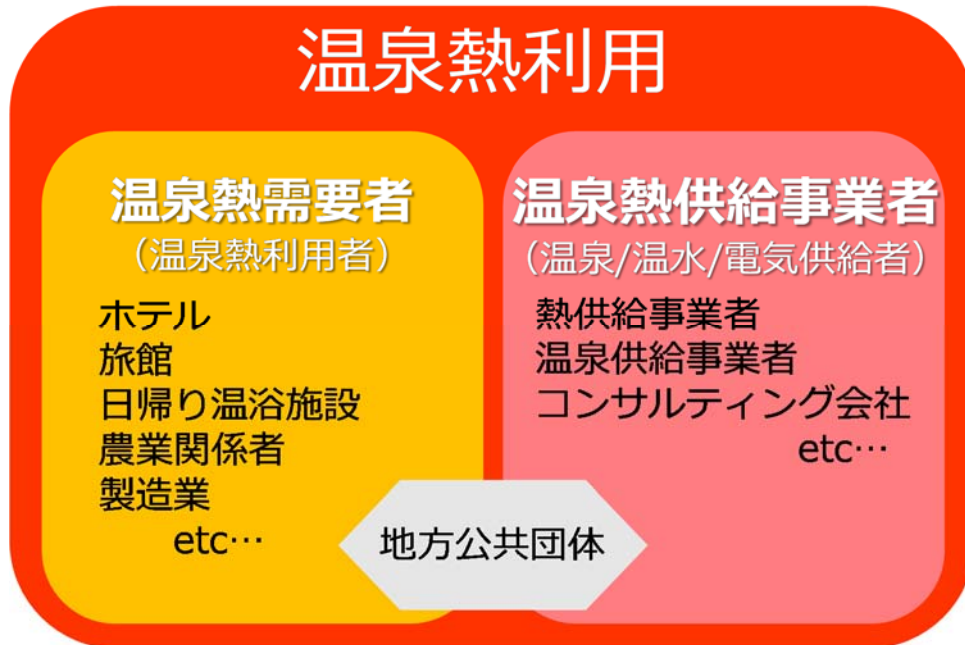 温泉熱利用
温泉熱需要者
（温泉熱利用者）
ホテル
旅館
日帰り温浴施設
農業関係者
製造業
etc…
温泉熱供給事業者
（温泉/温水/電気供給者）
熱供給事業者
温泉供給事業者
コンサルティング会社
etc…
地方公共団体